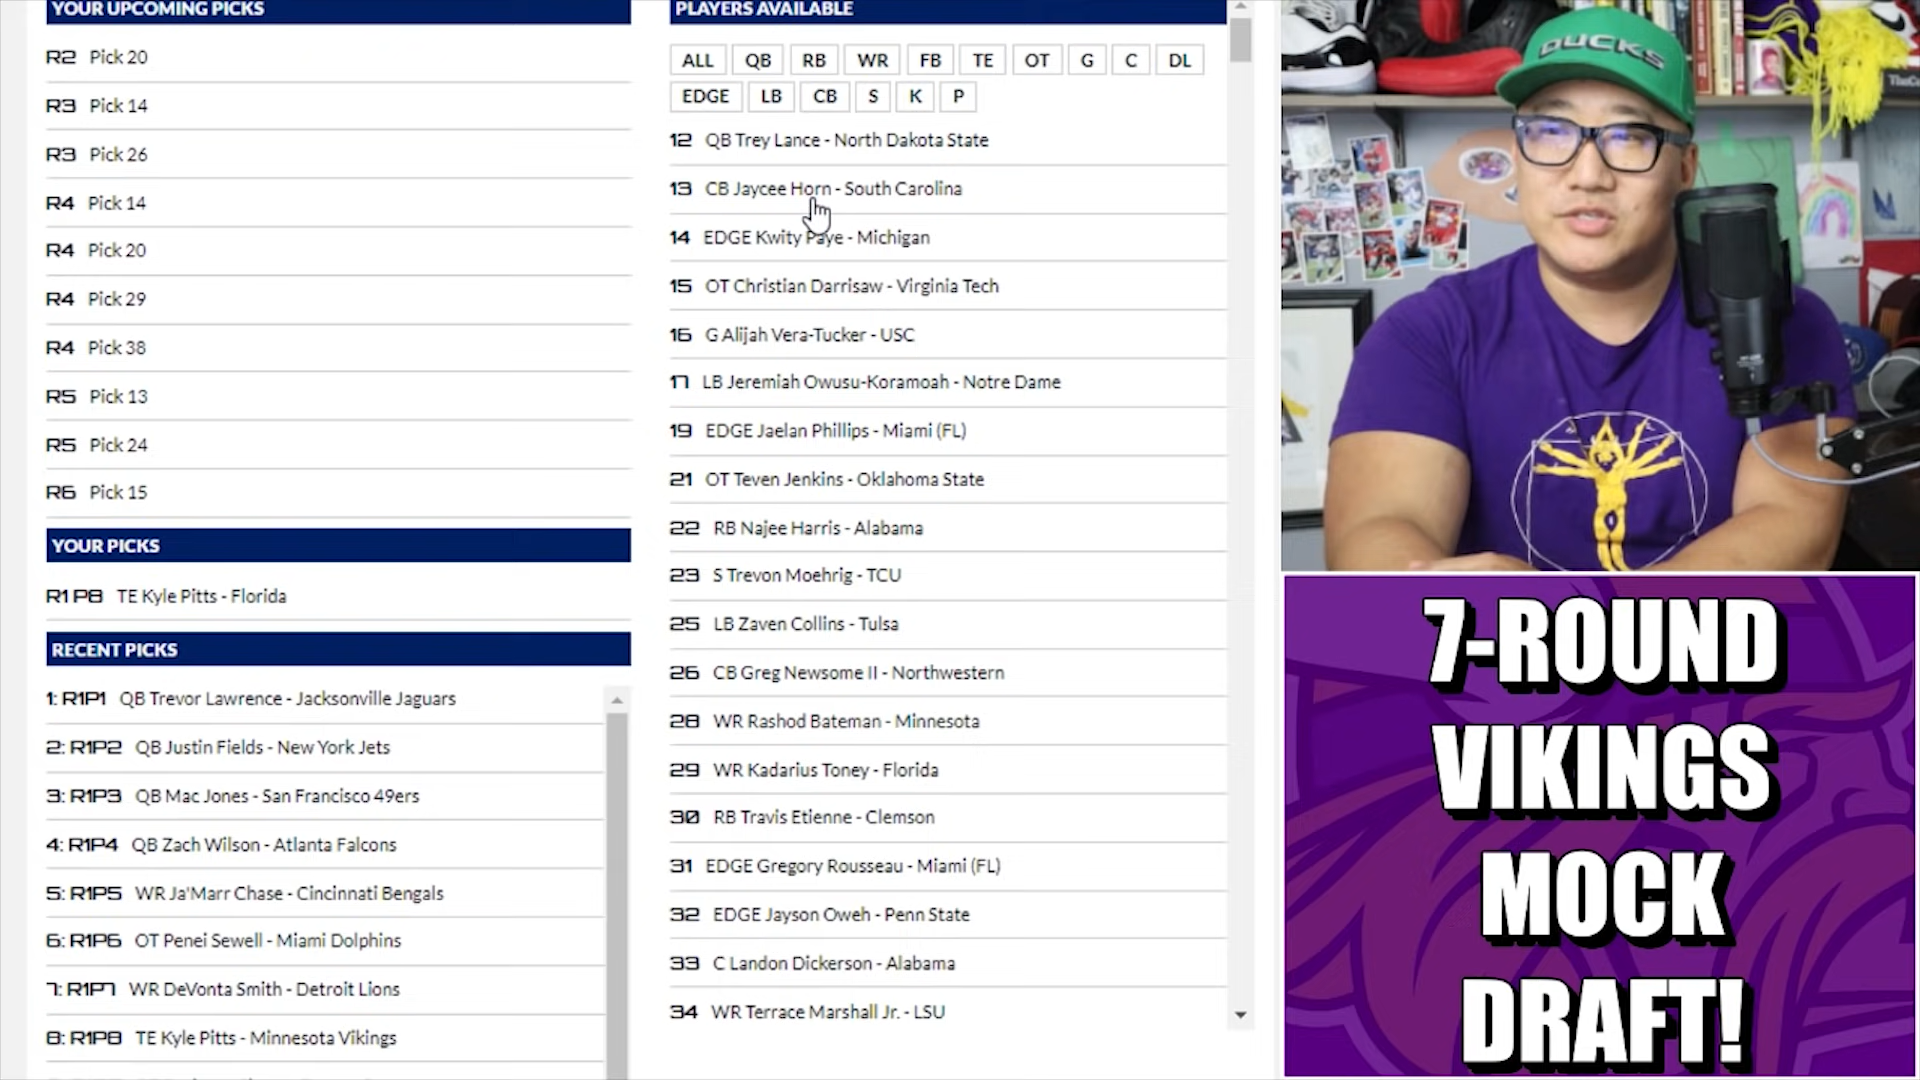 YOUR UPCOMING PICKS
R2 Pick 20
R3 Pick 14
R3 Pick 26
R4 Pick 14
R4 Pick 20
R4 Pick 29
R4 Pick 38
R5 Pick 13
R5 Pick 24
R6 Pick 15
YOUR PICKS
R1 P8 TE Kyle Pitts - Florida
RECENT PICKS
1: R1P1 QB Trevor Lawrence - Jacksonville Jaguars
2: R1P2 QB Justin Fields - New York Jets
3: R1P3 QB Mac Jones - San Francisco 49ers
4: R1P4 QB Zach Wilson - Atlanta Falcons
5: R1P5 WR Ja'Marr Chase - Cincinnati Bengals
6: R1P6 OT Penei Sewell - Miami Dolphins
7: R1P7 WR DeVonta Smith - Detroit Lions
8: R1P8 TE Kyle Pitts - Minnesota Vikings
PLAYERS AVAILABLE
ALL QB RB WR FB TE OT G C DL
EDGE LB CB S K P
12 QB Trey Lance - North Dakota State
13 CB Jaycee Horn - South Carolina
14 EDGE Kwity Paye - Michigan
15 OT Christian Darrisaw - Virginia Tech
16 G Alijah Vera-Tucker - USC
17 LB Jeremiah Owusu-Koramoah - Notre Dame
19 EDGE Jaelan Phillips - Miami (FL)
21 OT Teven Jenkins - Oklahoma State
22 RB Najee Harris - Alabama
23 S Trevon Moehrig - TCU
25 LB Zaven Collins - Tulsa
26 CB Greg Newsome II - Northwestern
28 WR Rashod Bateman - Minnesota
29 WR Kadarius Toney - Florida
30 RB Travis Etienne - Clemson
31 EDGE Gregory Rousseau - Miami (FL)
32 EDGE Jayson Oweh - Penn State
33 C Landon Dickerson - Alabama
34 WR Terrace Marshall Jr. - LSU
DUCKS
7-ROUND
VIKINGS
MOCK
DRAFT!